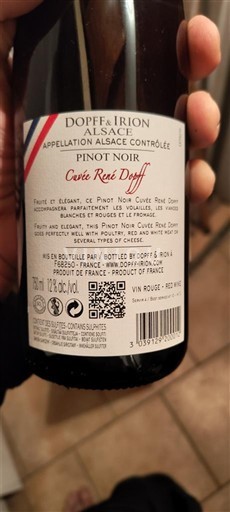 DOPFF & IRION
ALSACE
APPELLATION ALSACE CONTRÔLÉE
PINOT NOIR
Cuvée René Dopff
FRUITÉ ET ÉLÉGANT, CE PINOT NOIR CUVÉE RENÉ DOPFF
ACCOMPAGNERA PARFAITEMENT LES VOLAILLES, LES VIANDES
BLANCHES ET ROUGES ET LE FROMAGE.
FRUITY AND ELEGANT, THIS PINOT NOIR CUVÉE RENÉ DOPFF
GOES PERFECTLY WELL WITH POULTRY, RED AND WHITE MEAT OR
SEVERAL TYPES OF CHEESE.
MIS EN BOUTEILLE PAR / BOTTLED BY DOPFF & IRION À
F68250 - FRANCE - WWW.DOPFF-IRION.COM
PRODUIT DE FRANCE - PRODUCT OF FRANCE
750 ml 12% alc./vol.
VIN ROUGE - RED WINE
CONTIENT DES SULFITES - CONTAINS SULPHITES